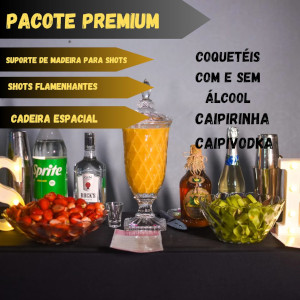 PACOTE PREMIUM
SUPORTE DE MADEIRA PARA SHOTS
SHOTS FLAMENHANTES
CADEIRA ESPACIAL
COQUETÉIS
COM E SEM
ÁLCOOL
CAIPIRINHA
CAIPIVODKA
Sprite